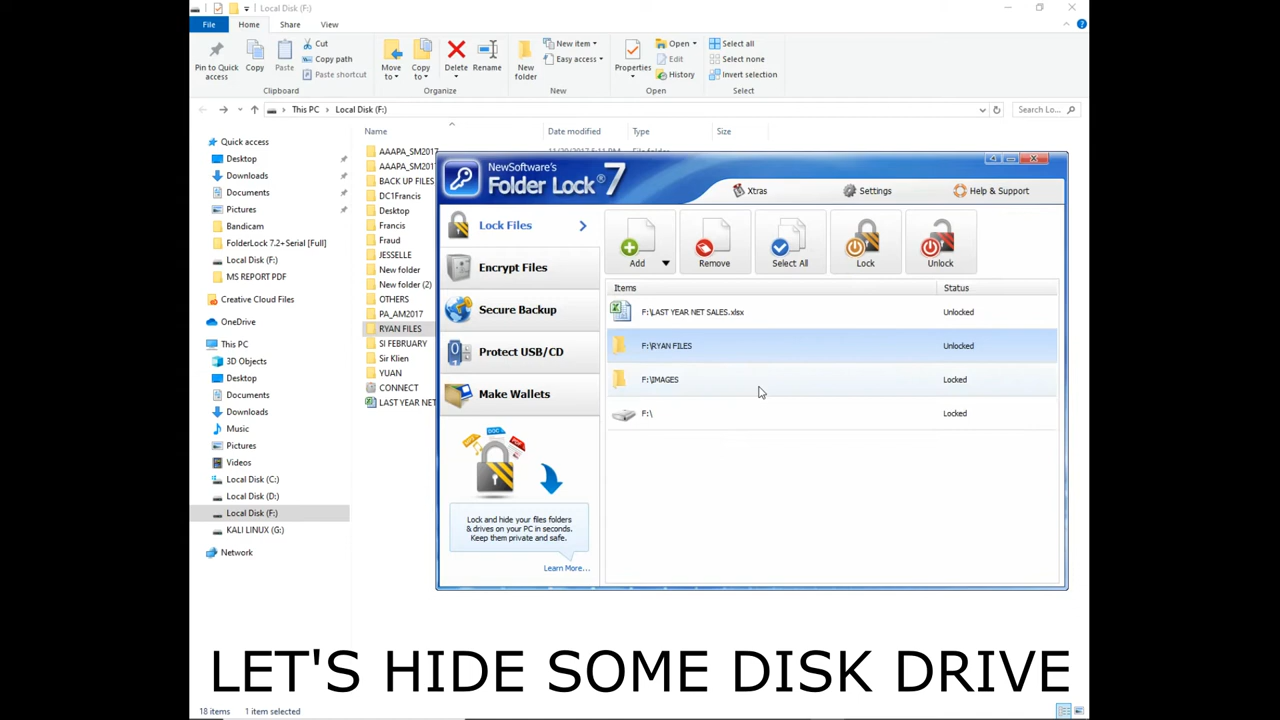 Local Disk (F:)
File Home Share View
Pin to Quick access
Copy
Paste
Cut
Copy path
Paste shortcut
Clipboard
Move to
Copy to
Delete
Rename
Organize
New folder
New item
Easy access
New
Properties
Open
Edit
History
Open
Select all
Select none
Invert selection
Select
This PC Local Disk (F:)
Search Lo...
Name Date modified Type Size
Quick access
Desktop
Downloads
Documents
Pictures
Bandicam
FolderLock 7.2+Serial [Full]
Local Disk (F:)
MS REPORT PDF
Creative Cloud Files
OneDrive
This PC
3D Objects
Desktop
Documents
Downloads
Music
Pictures
Videos
Local Disk (C:)
Local Disk (D:)
Local Disk (F:)
KALI LINUX (G:)
Network
AAAPA_SM2017
AAAPA_SM201
BACK UP FILES
DC1Francis
Desktop
Francis
Fraud
JESSELLE
New folder
New folder (2)
OTHERS
PA_AM2017
RYAN FILES
SI FEBRUARY
Sir Klien
YUAN
CONNECT
LAST YEAR NET
NewSoftware's
Folder Lock® 7
Xtras Settings Help & Support
Lock Files
Encrypt Files
Secure Backup
Protect USB/CD
Make Wallets
DOC
PDF
Lock and hide your files folders
& drives on your PC in seconds.
Keep them private and safe.
Learn More...
Add Remove Select All Lock Unlock
Items Status
F:\LAST YEAR NET SALES.xlsx Unlocked
F:\RYAN FILES Unlocked
F:\IMAGES Locked
F:\ Locked
LET'S HIDE SOME DISK DRIVE
18 items 1 item selected